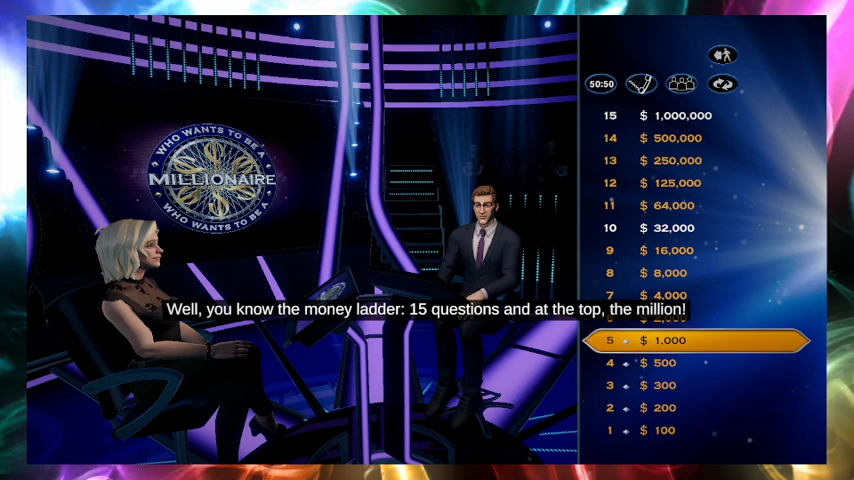 WHO WANTS TO BE A
MILLIONAIRE
WHO WANTS TO BE A
50:50
15 $ 1,000,000
14 $ 500,000
13 $ 250,000
12 $ 125,000
11 $ 64,000
10 $ 32,000
9 $ 16,000
8 $ 8,000
7 $ 4,000
Well, you know the money ladder: 15 questions and at the top, the million!
5 $ 1,000
4 $ 500
3 $ 300
2 $ 200
1 $ 100